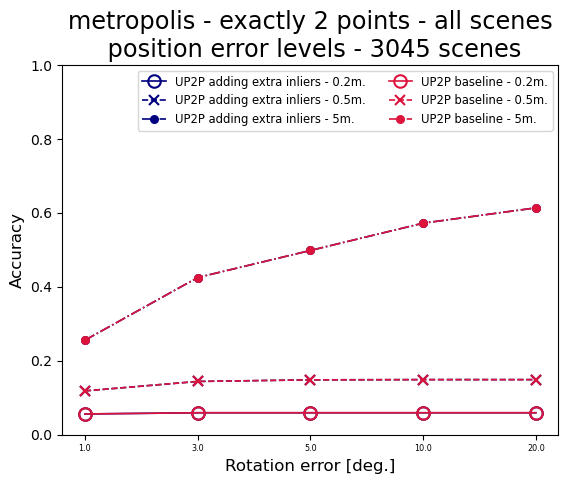 metropolis - exactly 2 points - all scenes
position error levels - 3045 scenes
UP2P adding extra inliers - 0.2m.
UP2P adding extra inliers - 0.5m.
UP2P adding extra inliers - 5m.
UP2P baseline - 0.2m.
UP2P baseline - 0.5m.
UP2P baseline - 5m.
Accuracy
1.0
0.8
0.6
0.4
0.2
0.0
1.0 3.0 5.0 10.0 20.0
Rotation error [deg.]